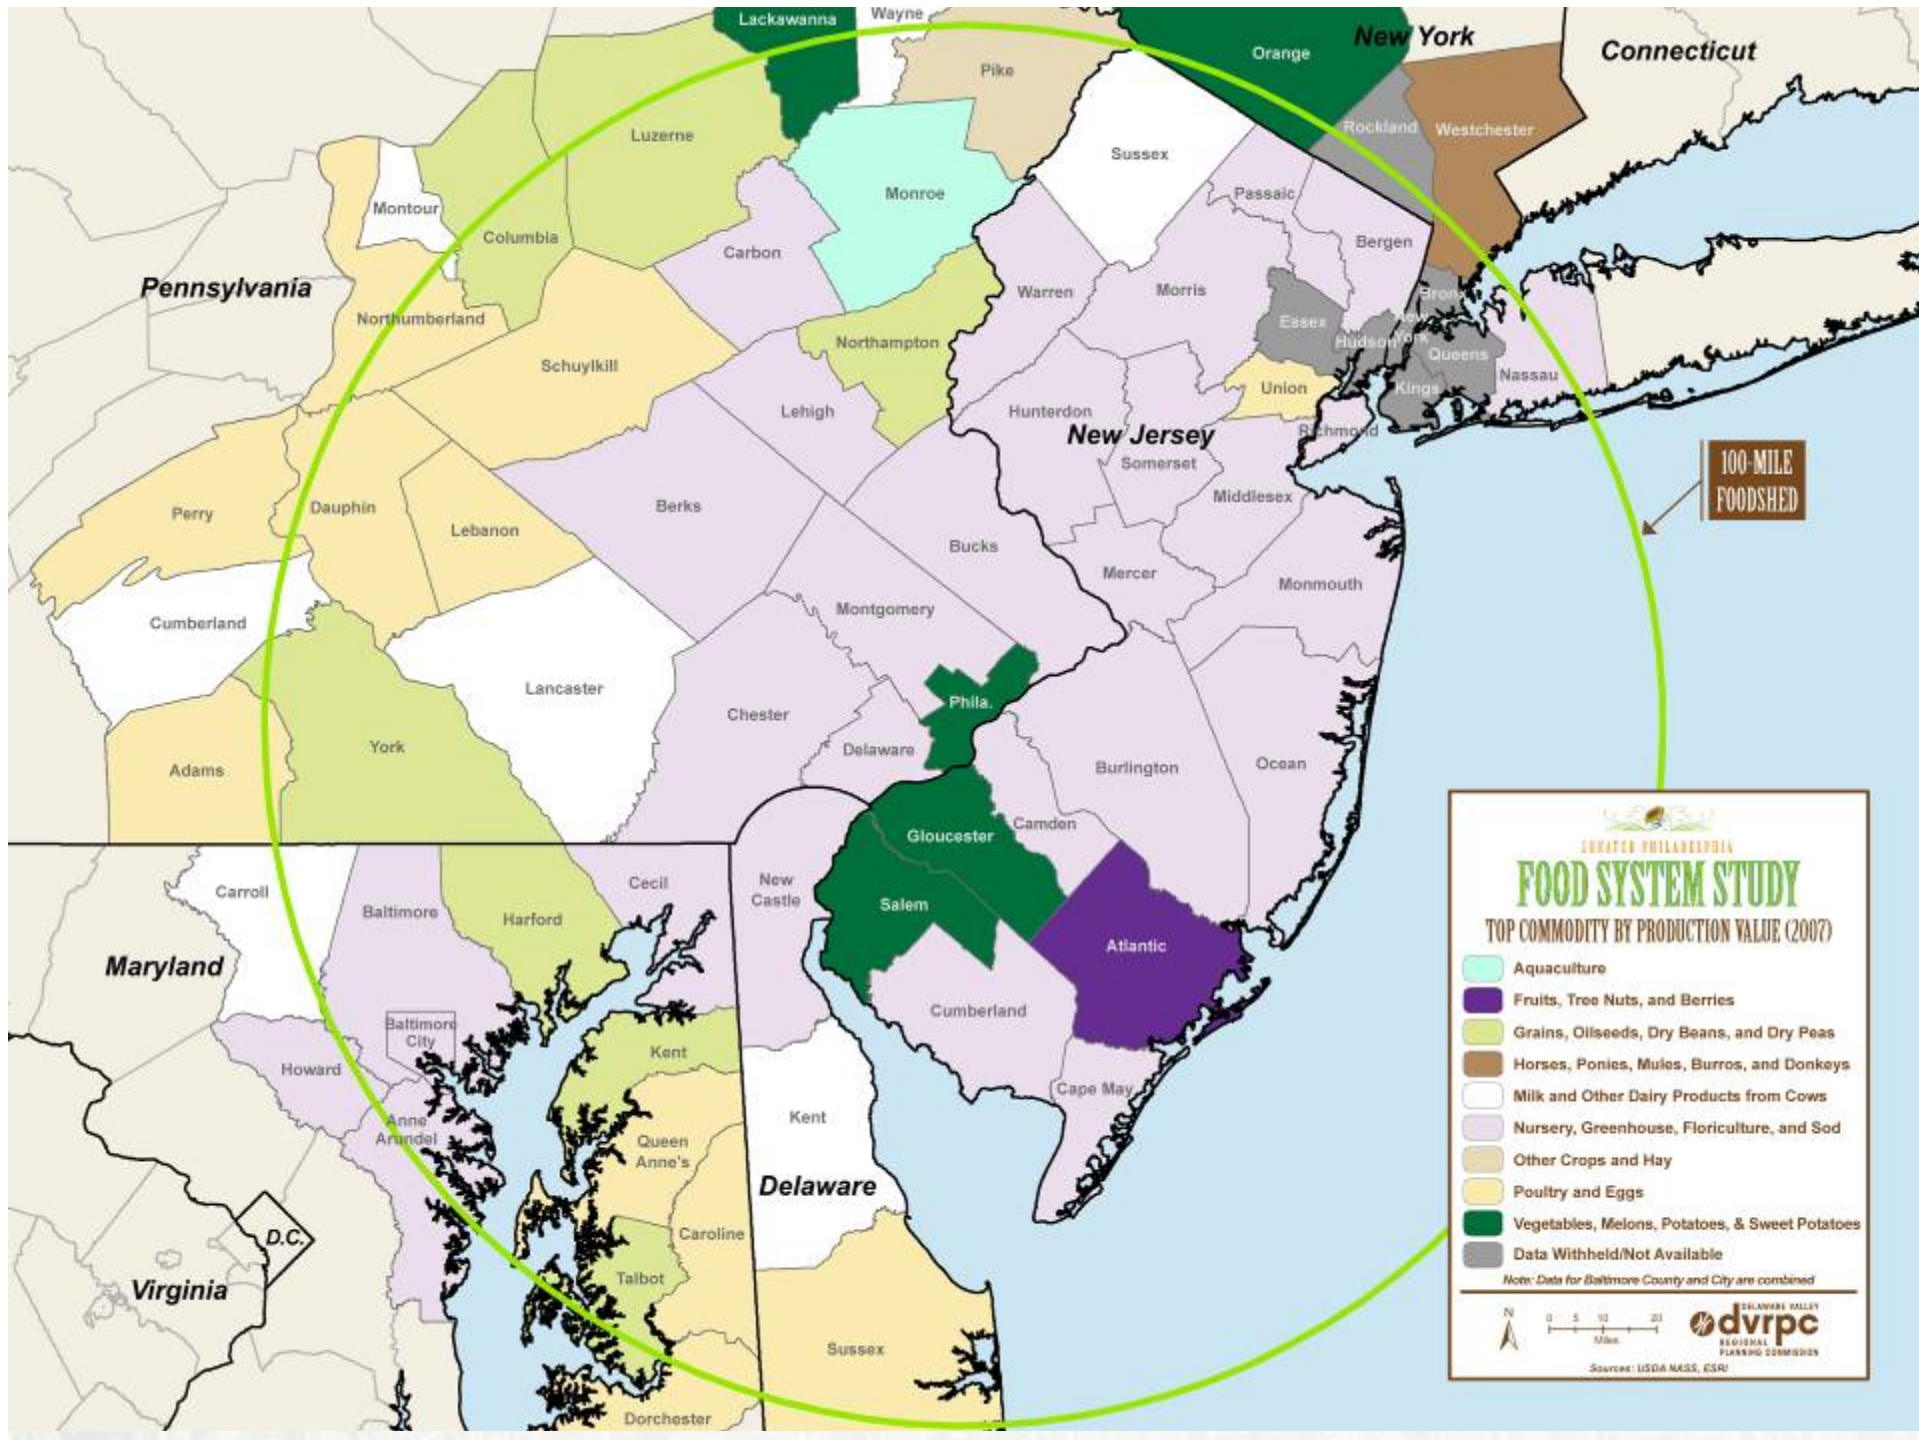 Lackawanna
Wayne
New York
Connecticut
Orange
Pike
Luzerne
Rockland
Westchester
Sussex
Monroe
Passaic
Montour
Columbia
Carbon
Bergen
Pennsylvania
Warren
Morris
Bronx
Northumberland
Essex
New
York
Hudson
Northampton
Queens
Schuylkill
Nassau
Union
Kings
Lehigh
Hunterdon
New Jersey
Richmond
Somerset
100-MILE
FOODSHED
Middlesex
Berks
Perry
Dauphin
Lebanon
Bucks
Mercer
Monmouth
Montgomery
Cumberland
Lancaster
Phila.
Chester
York
Delaware
Adams
Burlington
Ocean
Gloucester
Camden
Carroll
Cecil
New
Castle
Baltimore
Harford
Salem
Atlantic
Maryland
Cumberland
Baltimore
City
Kent
Howard
Cape May
Kent
Anne
Arundel
Queen
Anne's
Delaware
Caroline
D.C.
Talbot
Virginia
Sussex
Dorchester
GREATER PHILADELPHIA
FOOD SYSTEM STUDY
TOP COMMODITY BY PRODUCTION VALUE (2007)
Aquaculture
Fruits, Tree Nuts, and Berries
Grains, Oilseeds, Dry Beans, and Dry Peas
Horses, Ponies, Mules, Burros, and Donkeys
Milk and Other Dairy Products from Cows
Nursery, Greenhouse, Floriculture, and Sod
Other Crops and Hay
Poultry and Eggs
Vegetables, Melons, Potatoes, & Sweet Potatoes
Data Withheld/Not Available
Note: Data for Baltimore County and City are combined
N
0 5 10 20
Miles
DELAWARE VALLEY
dvrpc
REGIONAL
PLANNING COMMISSION
Sources: USDA NASS, ESRI